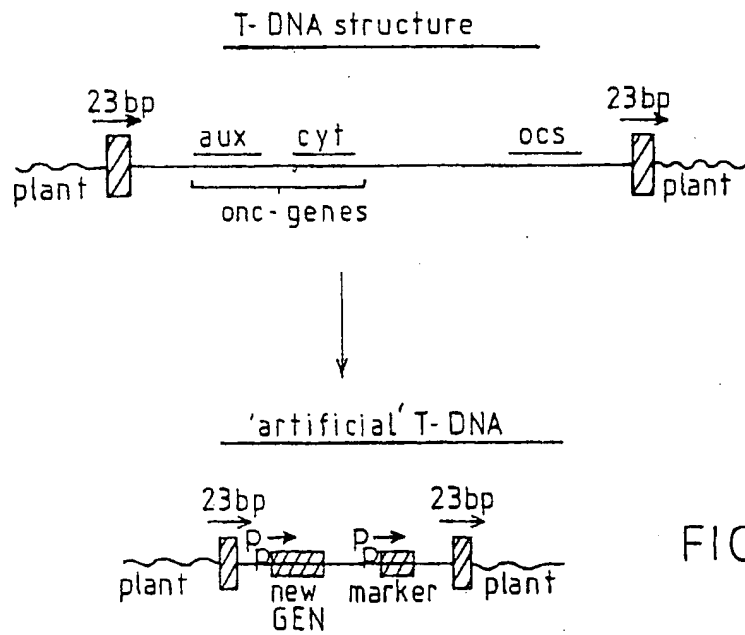 T-DNA structure
23bp 23bp
aux cyt ocs
plant plant
onc-genes
'artificial' T-DNA
23bp 23bp
P P
plant new marker plant
GEN
FIG